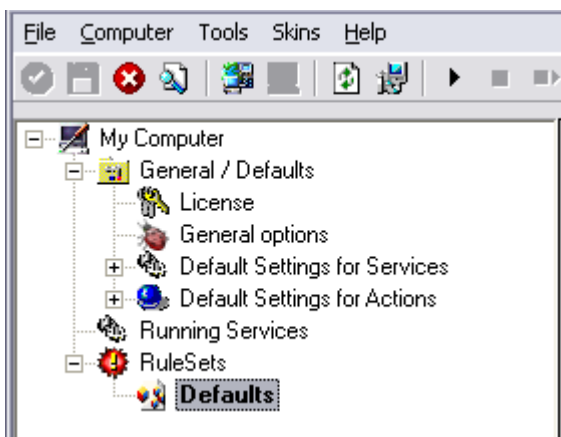 File Computer Tools Skins Help
My Computer
General / Defaults
License
General options
Default Settings for Services
Default Settings for Actions
Running Services
RuleSets
Defaults